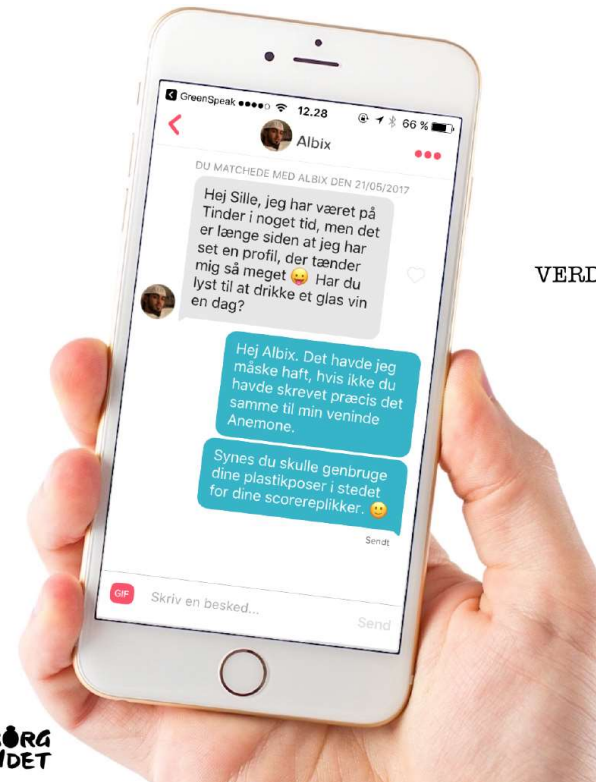 GreenSpeak 12.28 66 %
Albix
DU MATCHEDE MED ALBIX DEN 21/05/2017
Hej Sille, jeg har været på
Tinder i noget tid, men det
er længe siden at jeg har
set en profil, der tænder
mig så meget 😛 Har du
lyst til at drikke et glas vin
en dag?
VERD
Hej Albix. Det havde jeg
måske haft, hvis ikke du
havde skrevet præcis det
samme til min veninde
Anemone.
Synes du skulle genbruge
dine plastikposer i stedet
for dine scorereplikker. 🙂
Sendt
GIF Skriv en besked... Send